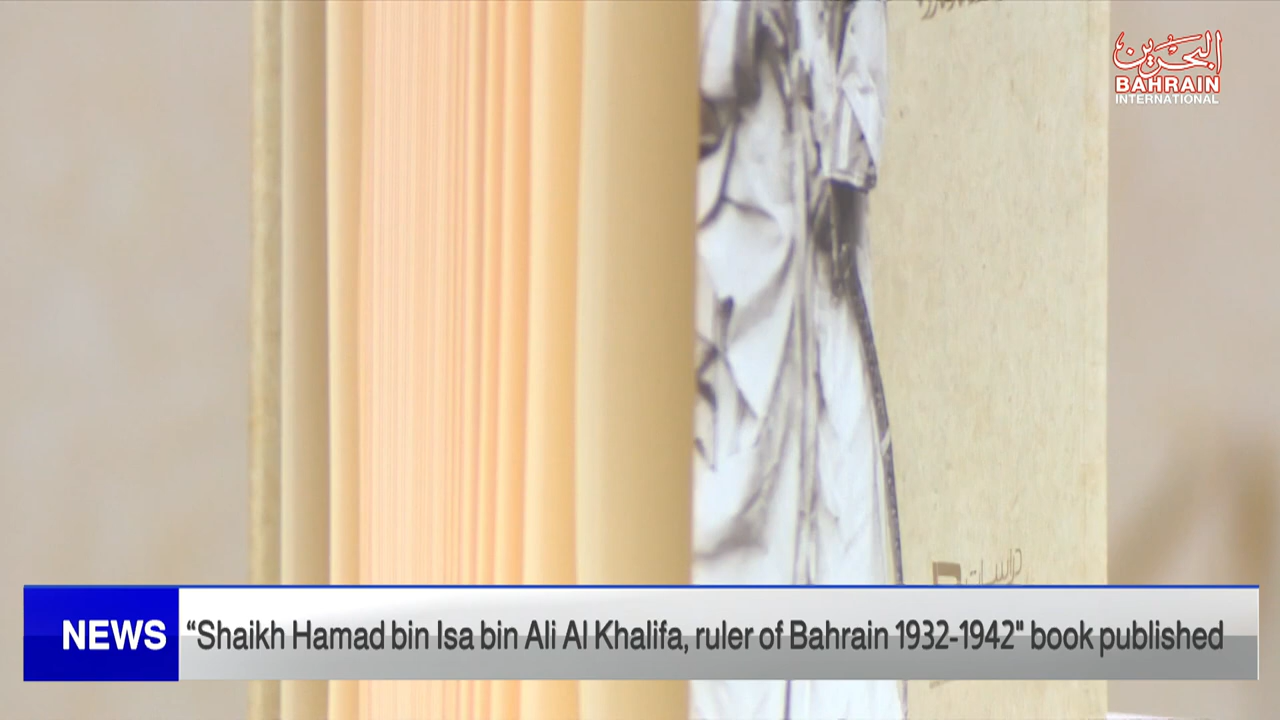 البحرين
BAHRAIN
INTERNATIONAL
دراسات
NEWS
“Shaikh Hamad bin Isa bin Ali Al Khalifa, ruler of Bahrain 1932-1942" book published